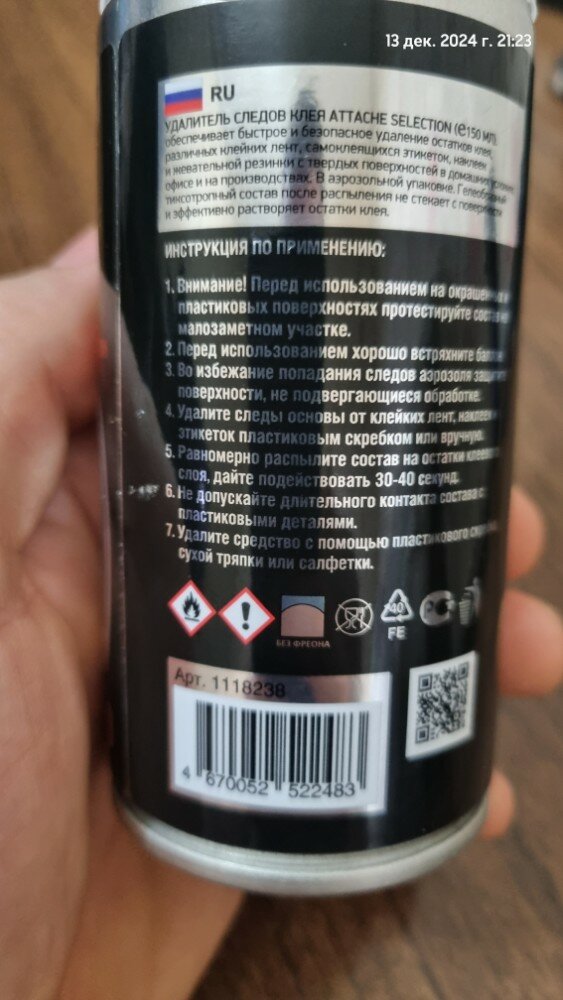 13 дек. 2024 г. 21:23
RU
УДАЛИТЕЛЬ СЛЕДОВ КЛЕЯ ATTACHE SELECTION (℮150 МЛ)
обеспечивает быстрое и безопасное удаление остатков клея,
различных клейких лент, самоклеящихся этикеток, наклеек
и жевательной резинки с твердых поверхностей в домашних условиях
офисе и на производствах. В аэрозольной упаковке. Гелеобразный
тиксотропный состав после распыления не стекает с поверхности
и эффективно растворяет остатки клея.
ИНСТРУКЦИЯ ПО ПРИМЕНЕНИЮ:
1. Внимание! Перед использованием на окрашенных и
пластиковых поверхностях протестируйте состав на
малозаметном участке.
2. Перед использованием хорошо встряхните
3. Во избежание попадания следов аэрозоля
поверхности, не подвергающиеся обработке.
4. Удалите следы основы от клейких лент, наклеек
этикеток пластиковым скребком или вручную.
5. Равномерно распылите состав на остатки клеевого
слоя, дайте подействовать 30-40 секунд.
6. Не допускайте длительного контакта состава с
пластиковыми деталями.
7. Удалите средство с помощью пластикового
сухой тряпки или салфетки.
БЕЗ ФРЕОНА
40
FE
Арт. 1118238
4 670052 522483